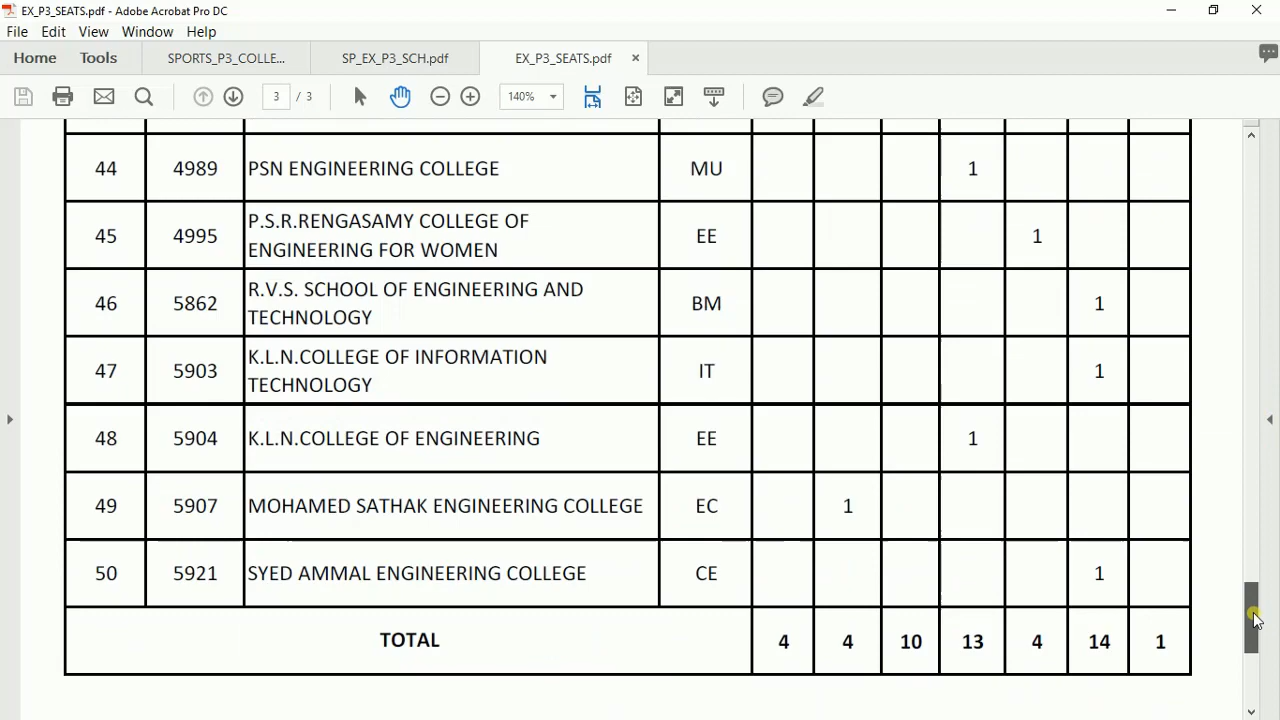 EX_P3_SEATS.pdf - Adobe Acrobat Pro DC
File Edit View Window Help
Home Tools SPORTS_P3_COLLE... SP_EX_P3_SCH.pdf EX_P3_SEATS.pdf ×
3 / 3 140%
44 4989 PSN ENGINEERING COLLEGE MU 1
45 4995 P.S.R.RENGASAMY COLLEGE OF
ENGINEERING FOR WOMEN EE 1
46 5862 R.V.S. SCHOOL OF ENGINEERING AND
TECHNOLOGY BM 1
47 5903 K.L.N.COLLEGE OF INFORMATION
TECHNOLOGY IT 1
48 5904 K.L.N.COLLEGE OF ENGINEERING EE 1
49 5907 MOHAMED SATHAK ENGINEERING COLLEGE EC 1
50 5921 SYED AMMAL ENGINEERING COLLEGE CE 1
TOTAL 4 4 10 13 4 14 1